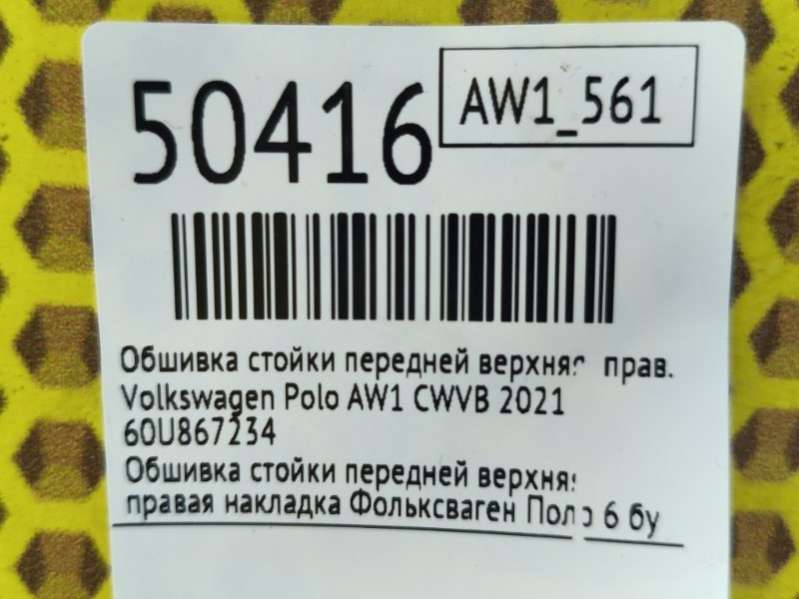 50416
AW1_561
Обшивка стойки передней верхняя прав.
Volkswagen Polo AW1 CWVB 2021
60U867234
Обшивка стойки передней верхняя
правая накладка Фольксваген Поло 6 бу